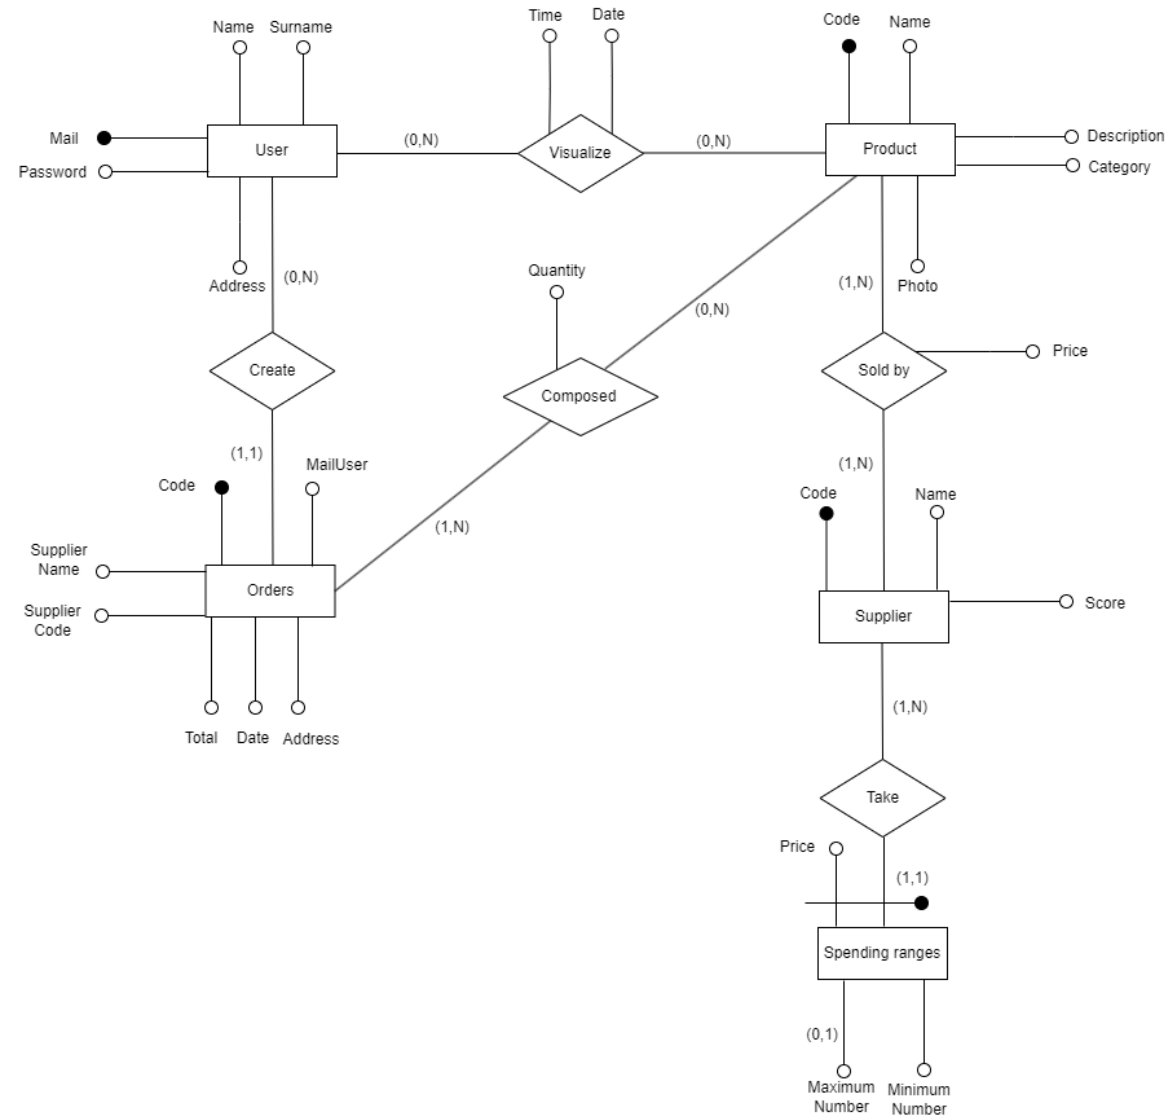 Time
Date
Code
Name
Name
Surname
Mail
User
(0,N)
Visualize
(0,N)
Product
Description
Category
Password
Address
(0,N)
Quantity
(0,N)
(1,N)
Photo
Create
Composed
Sold by
Price
(1,1)
MailUser
Code
(1,N)
(1,N)
Code
Name
Supplier
Name
Orders
Supplier
Code
Supplier
Score
Total
Date
Address
(1,N)
Take
Price
(1,1)
Spending ranges
(0,1)
Maximum
Number
Minimum
Number